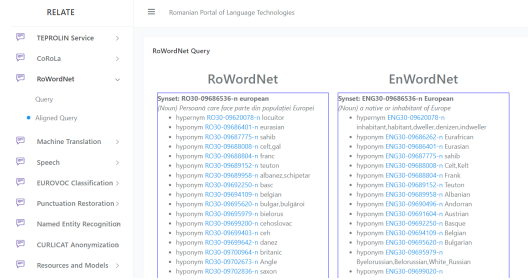 RELATE
Romanian Portal of Language Technologies
TEPROLIN Service
CoRoLa
RoWordNet
Query
Aligned Query
Machine Translation
Speech
EUROVOC Classification
Punctuation Restoration
Named Entity Recognition
CURLICAT Anonymization
Resources and Models
RoWordNet Query
RoWordNet
Synset: RO30-09686536-n european
(Noun) Persoană care face parte din populației Europei
hypernym RO30-09620078-n locuitor
hyponym RO30-09686401-n eurasian
hyponym RO30-09687775-n sahib
hyponym RO30-09688008-n celt,gal
hyponym RO30-09688804-n franc
hyponym RO30-09689152-n teuton
hyponym RO30-09689958-n albanez,schipetar
hyponym RO30-09692250-n basc
hyponym RO30-09694109-n belgian
hyponym RO30-09695620-n bulgar,bulgăroi
hyponym RO30-09695979-n bielorus
hyponym RO30-09699200-n cehoslovac
hyponym RO30-09699403-n ceh
hyponym RO30-09699642-n danez
hyponym RO30-09700964-n britanic
hyponym RO30-09702673-n Angle
hyponym RO30-09702836-n saxon
EnWordNet
Synset: ENG30-09686536-n European
(Noun) a native or inhabitant of Europe
hypernym ENG30-09620078-n
inhabitant,habitant,dweller,denizen,indweller
hyponym ENG30-09686262-n Eurafrican
hyponym ENG30-09686401-n Eurasian
hyponym ENG30-09687775-n sahib
hyponym ENG30-09688008-n Celt,Kelt
hyponym ENG30-09688804-n Frank
hyponym ENG30-09689152-n Teuton
hyponym ENG30-09689958-n Albanian
hyponym ENG30-09690496-n Andorran
hyponym ENG30-09691604-n Austrian
hyponym ENG30-09692250-n Basque
hyponym ENG30-09694109-n Belgian
hyponym ENG30-09695620-n Bulgarian
hyponym ENG30-09695979-n
Byelorussian,Belorussian,White_Russian
hyponym ENG30-09699020-n